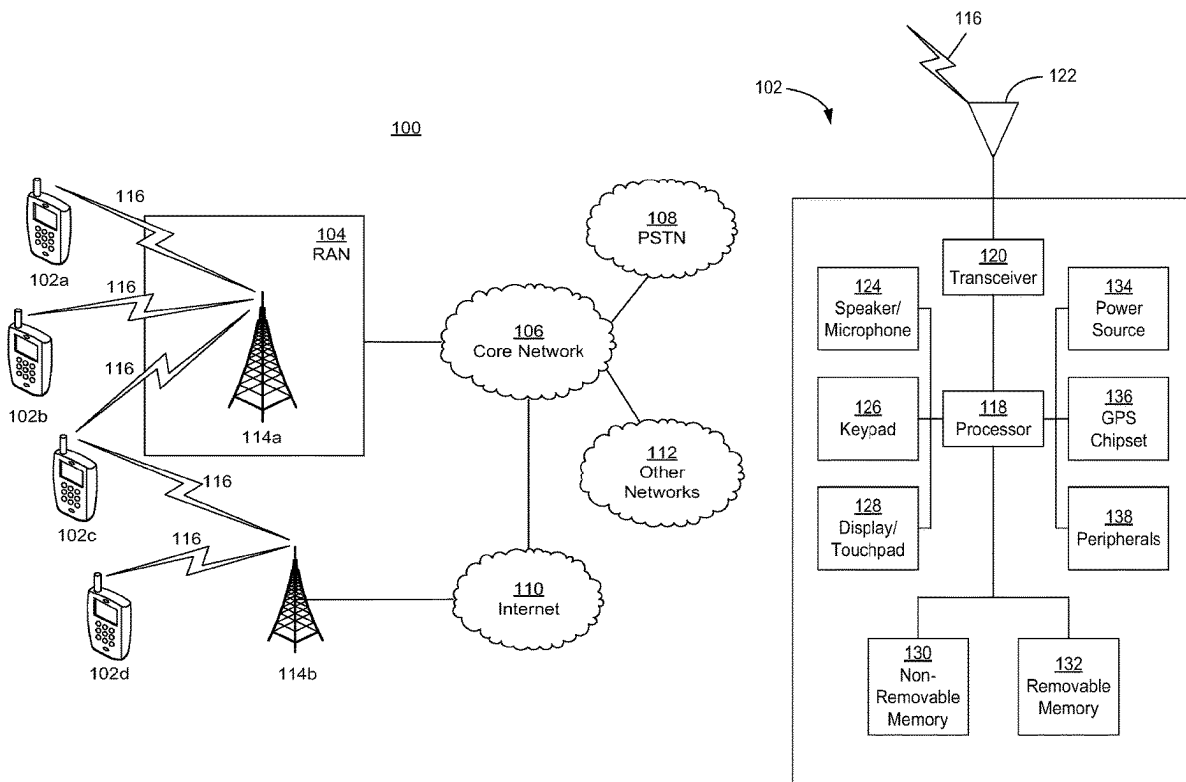 100
116
102a
116
102b
116
102c
116
116
102d
104
RAN
114a
114b
106
Core Network
108
PSTN
112
Other
Networks
110
Internet
116
102
122
120
Transceiver
124
Speaker/
Microphone
134
Power
Source
126
Keypad
118
Processor
136
GPS
Chipset
128
Display/
Touchpad
138
Peripherals
130
Non-
Removable
Memory
132
Removable
Memory